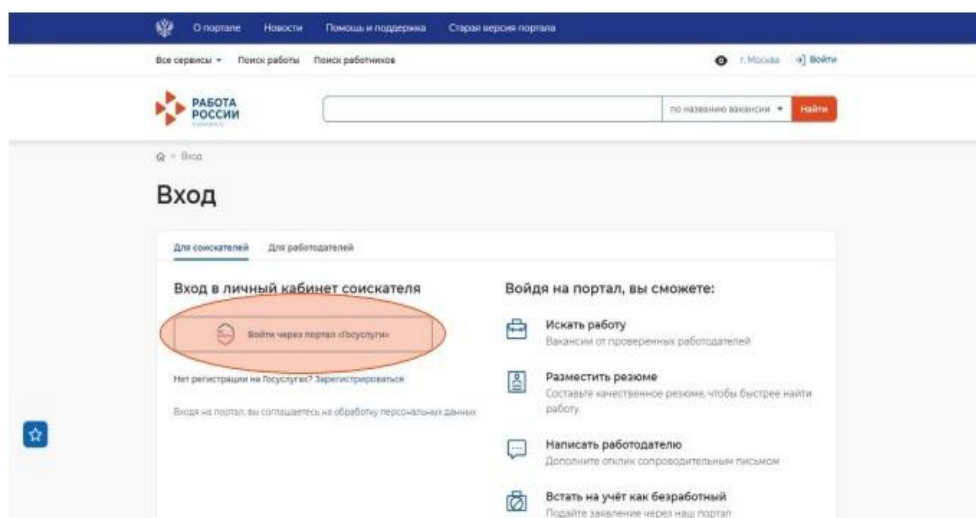 О портале Новости Помощь и поддержка Старая версия портала
Все сервисы Поиск работы Поиск работников г. Москва Войти
РАБОТА
РОССИИ
по названию вакансии Найти
Вход
Вход
Для соискателей Для работодателей
Вход в личный кабинет соискателя
Войти через портал «Госуслуги»
Нет регистрации на Госуслугах? Зарегистрироваться
Входя на портал, вы соглашаетесь на обработку персональных данных
Войдя на портал, вы сможете:
Искать работу
Вакансии от проверенных работодателей
Разместить резюме
Составьте качественное резюме, чтобы быстрее найти
работу
Написать работодателю
Дополните отклик сопроводительным письмом
Встать на учёт как безработный
Подайте заявление через наш портал